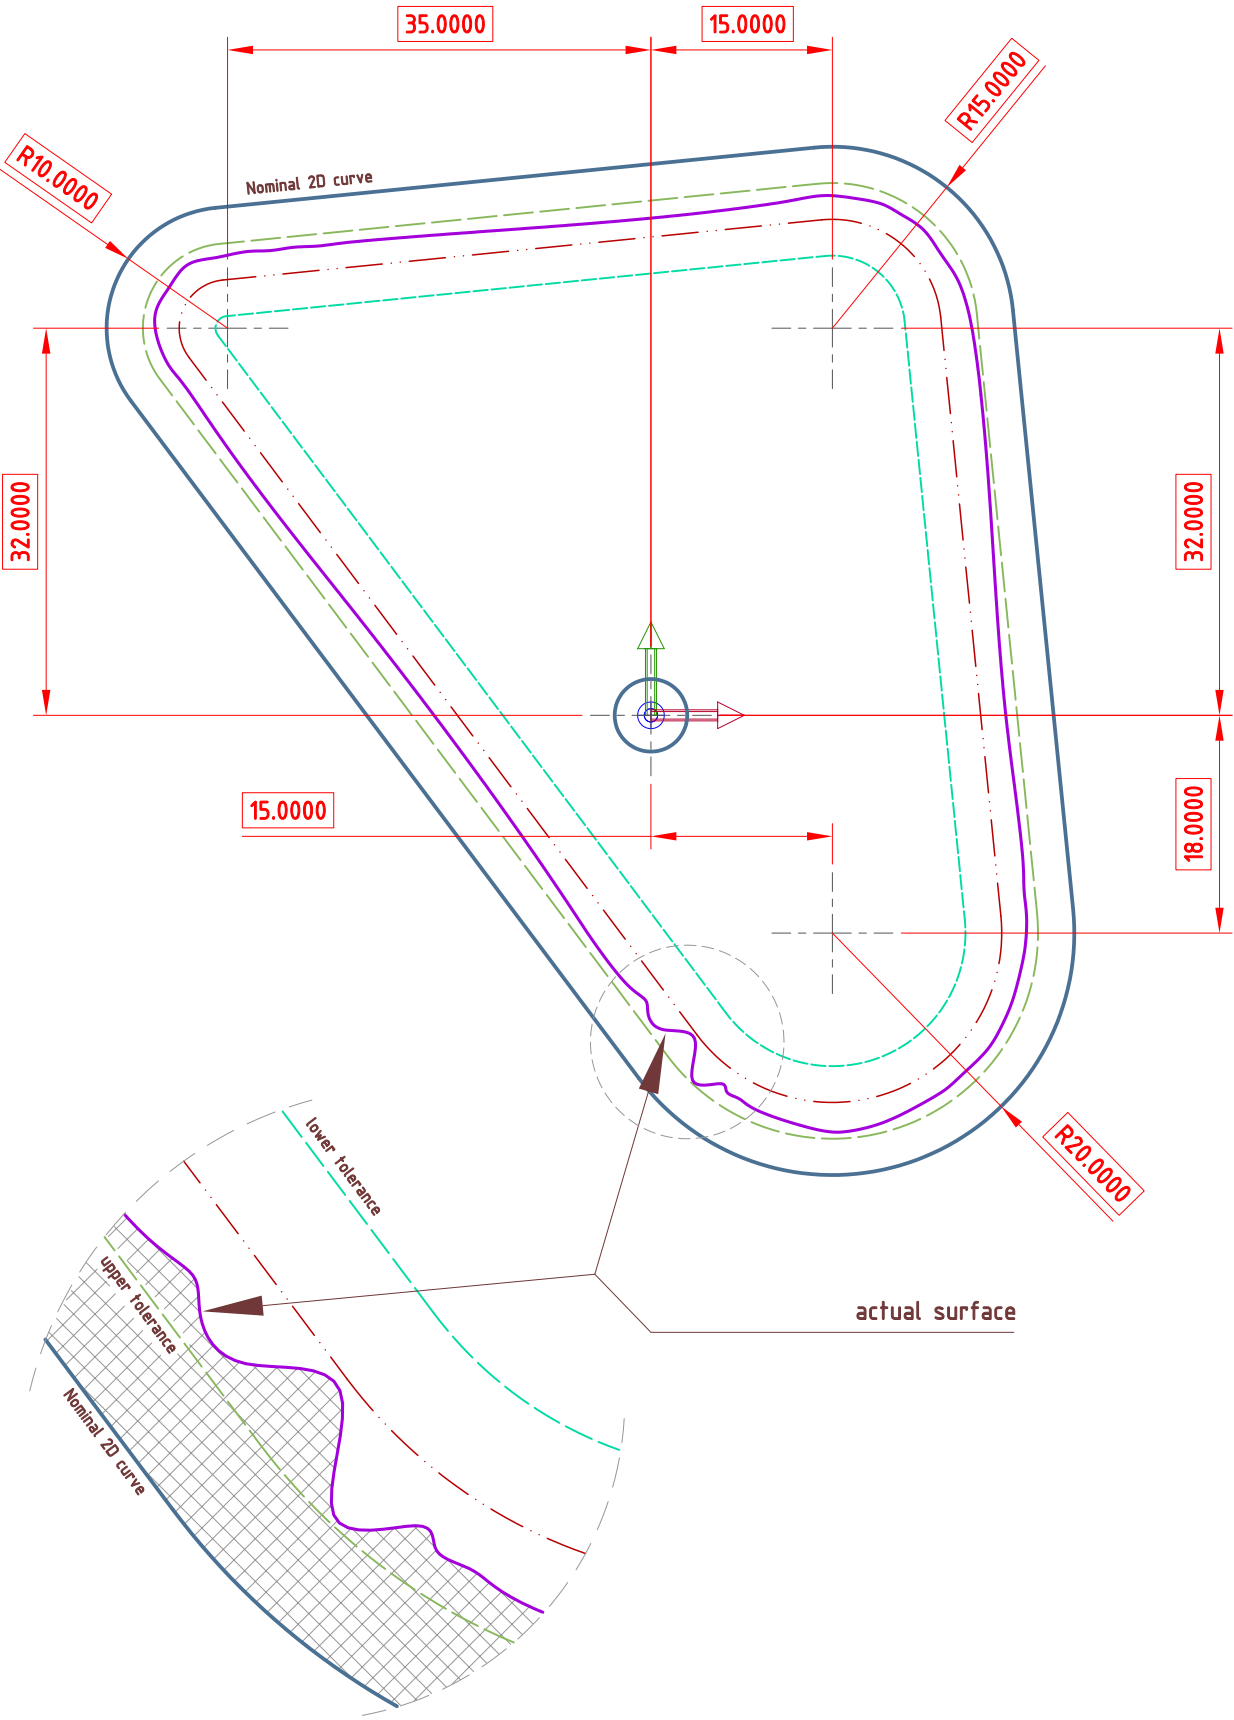 35.0000
15.0000
R15.0000
R10.0000
Nominal 2D curve
32.0000
32.0000
15.0000
18.0000
R20.0000
lower tolerance
upper tolerance
actual surface
Nominal 2D curve